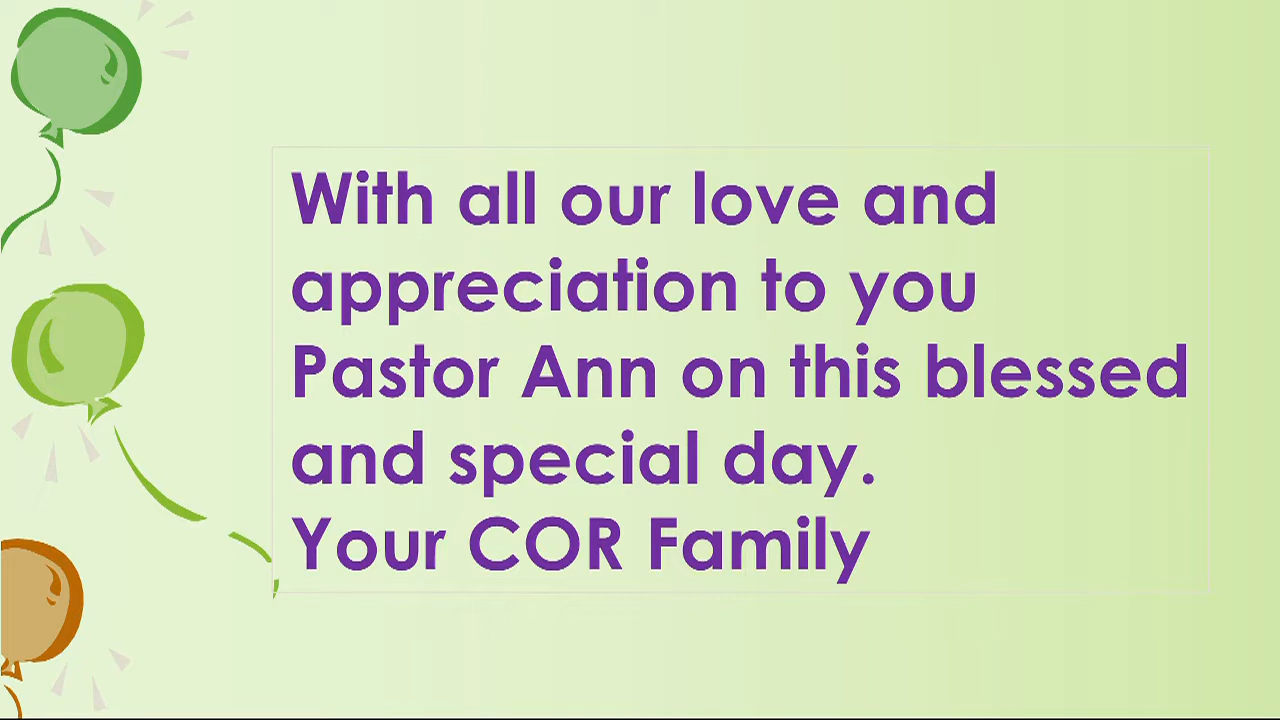 With all our love and
appreciation to you
Pastor Ann on this blessed
and special day.
Your COR Family